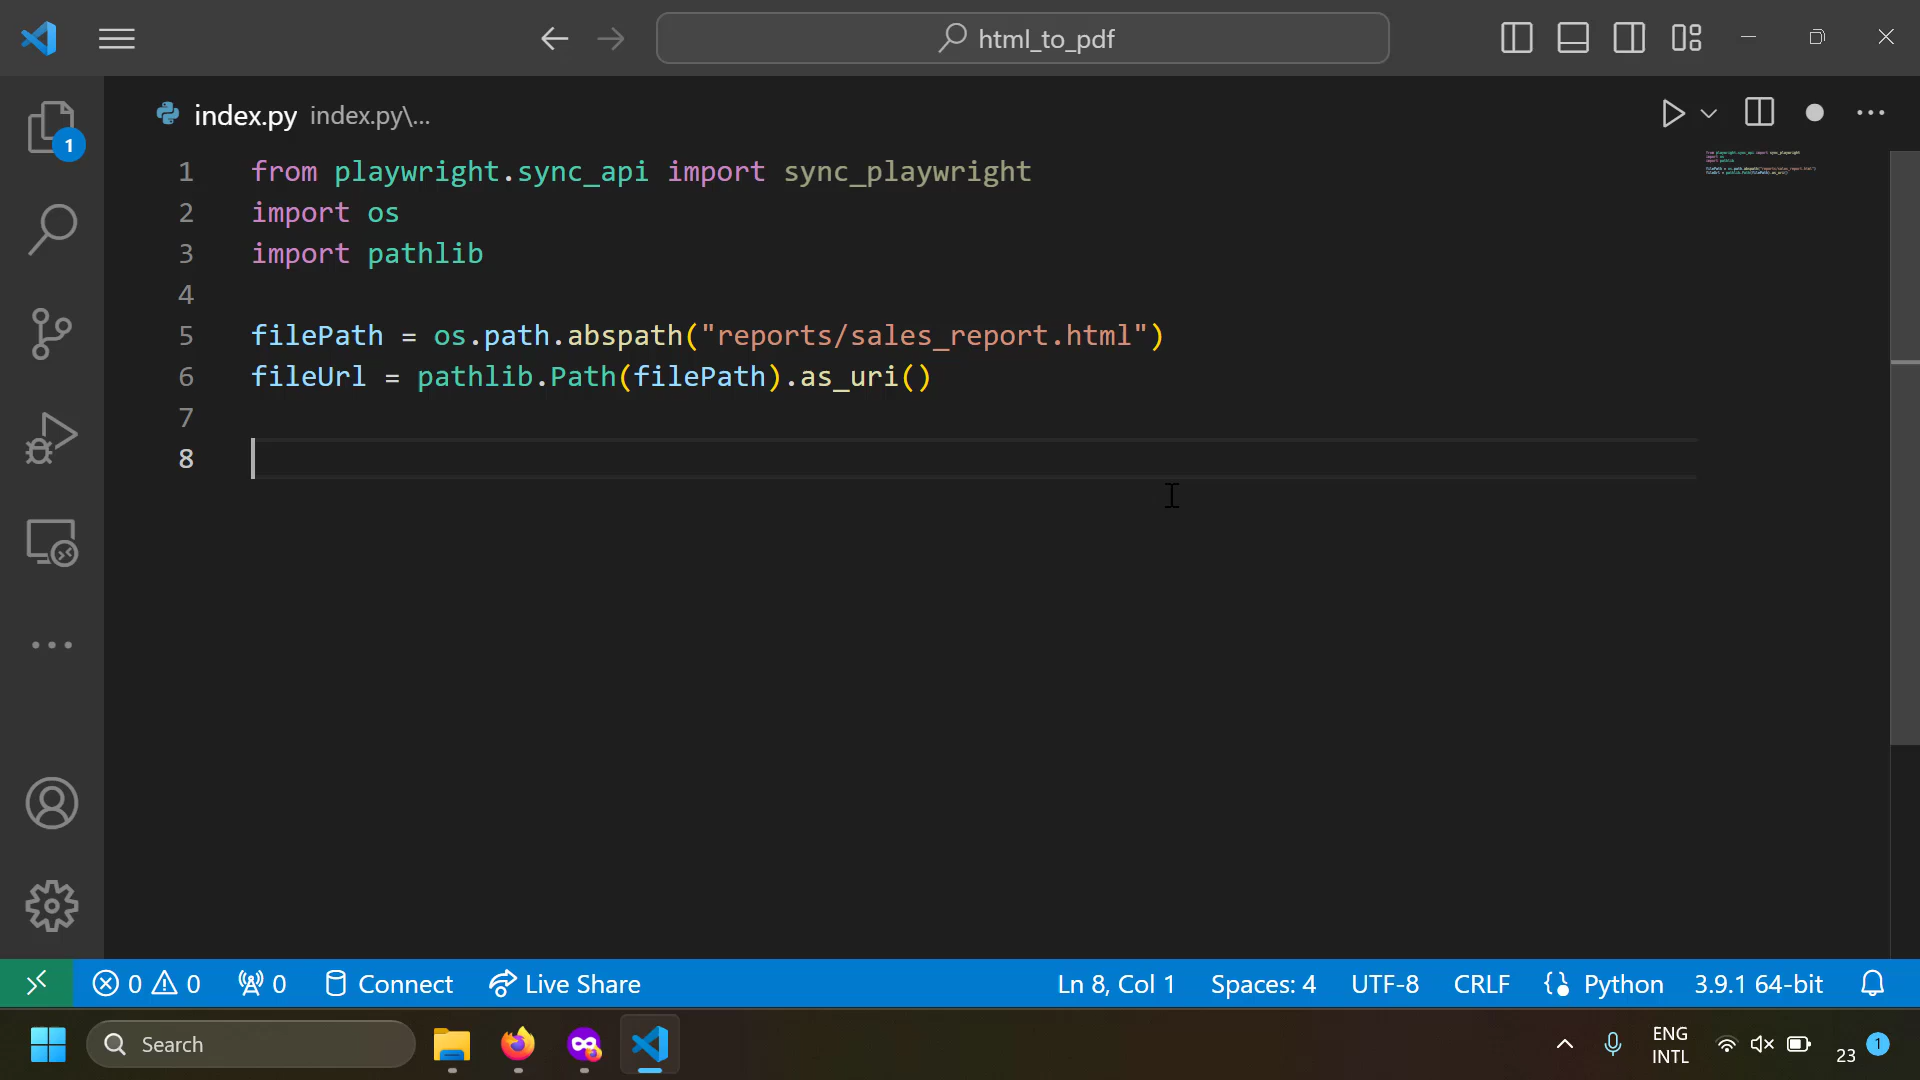 html_to_pdf
index.py index.py\...
1 from playwright.sync_api import sync_playwright
2 import os
3 import pathlib
4
5 filePath = os.path.abspath("reports/sales_report.html")
6 fileUrl = pathlib.Path(filePath).as_uri()
7
8
1
0 0 0 Connect Live Share Ln 8, Col 1 Spaces: 4 UTF-8 CRLF Python 3.9.1 64-bit
Search ENG INTL 23 1